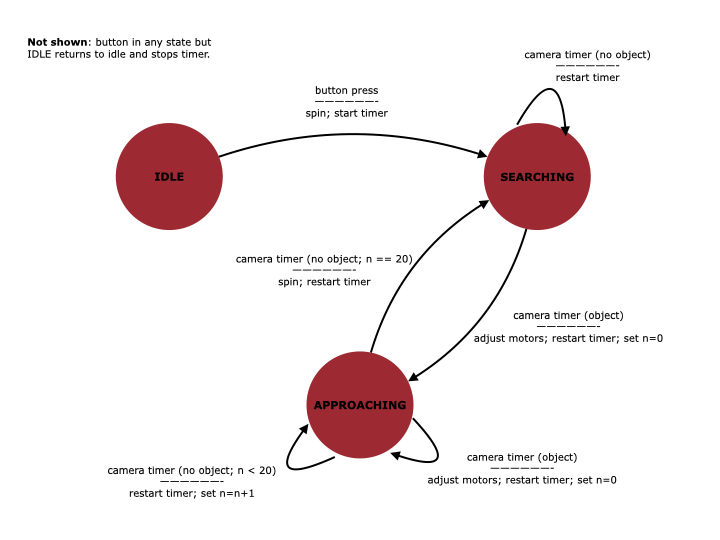 Not shown: button in any state but
IDLE returns to idle and stops timer.
camera timer (no object)
——————-
restart timer
button press
——————-
spin; start timer
IDLE
SEARCHING
camera timer (no object; n == 20)
——————-
spin; restart timer
camera timer (object)
——————-
adjust motors; restart timer; set n=0
APPROACHING
camera timer (object)
——————-
adjust motors; restart timer; set n=0
camera timer (no object; n < 20)
——————-
restart timer; set n=n+1